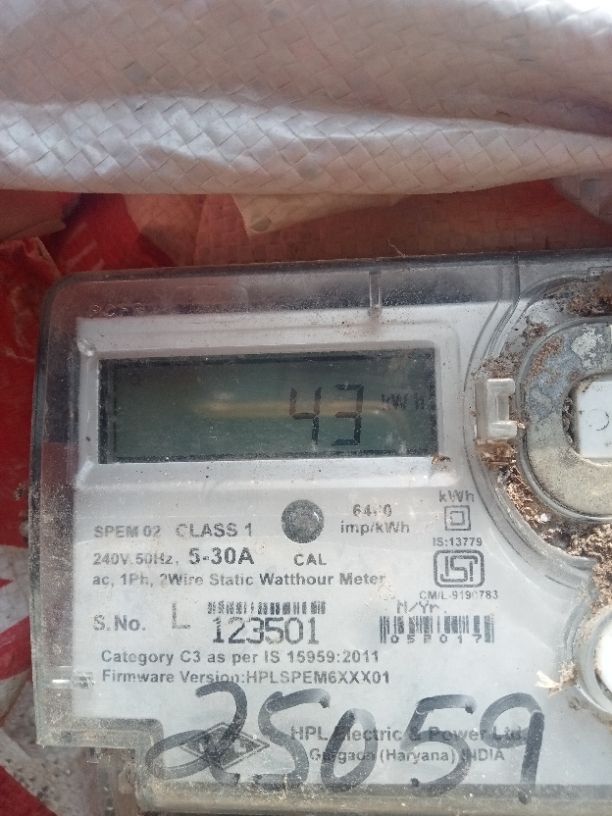 43 kWh
SPEM 02 CLASS 1
6400 imp/kWh
kWh
IS:13779
240V, 50Hz, 5-30A CAL
ac, 1Ph, 2Wire Static Watthour Meter
CM/L-9190783
S.No. L 123501
M/Yr.
052017
Category C3 as per IS 15959:2011
Firmware Version:HPLSPEM6XXX01
HPL Electric & Power Ltd.
Gurgaon (Haryana) INDIA
25059